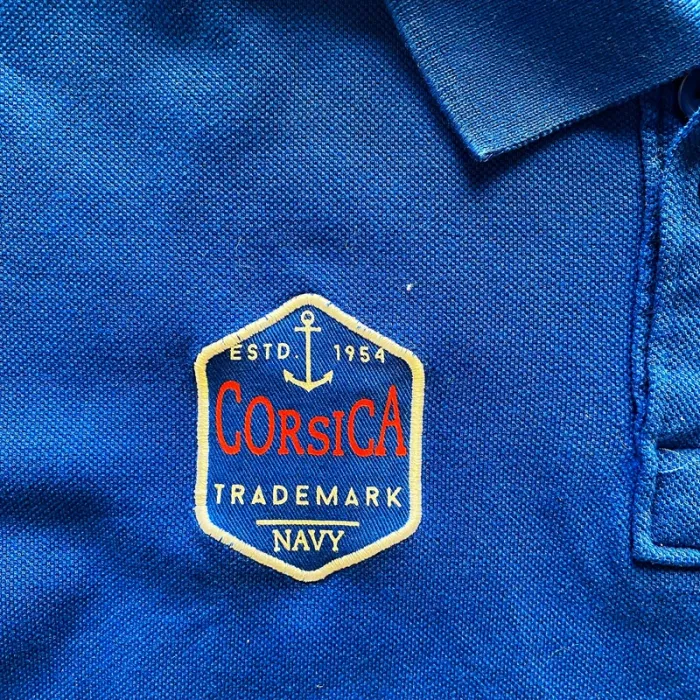 ESTD. 1954
CORSICA
TRADEMARK
NAVY